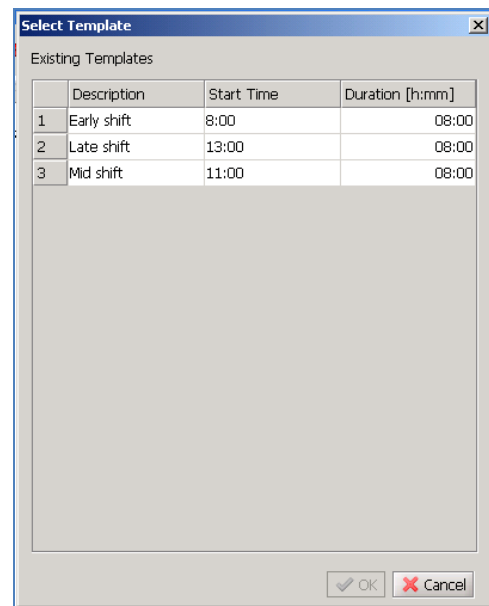 Select Template
Existing Templates
Description Start Time Duration [h:mm]
1 Early shift 8:00 08:00
2 Late shift 13:00 08:00
3 Mid shift 11:00 08:00
OK Cancel